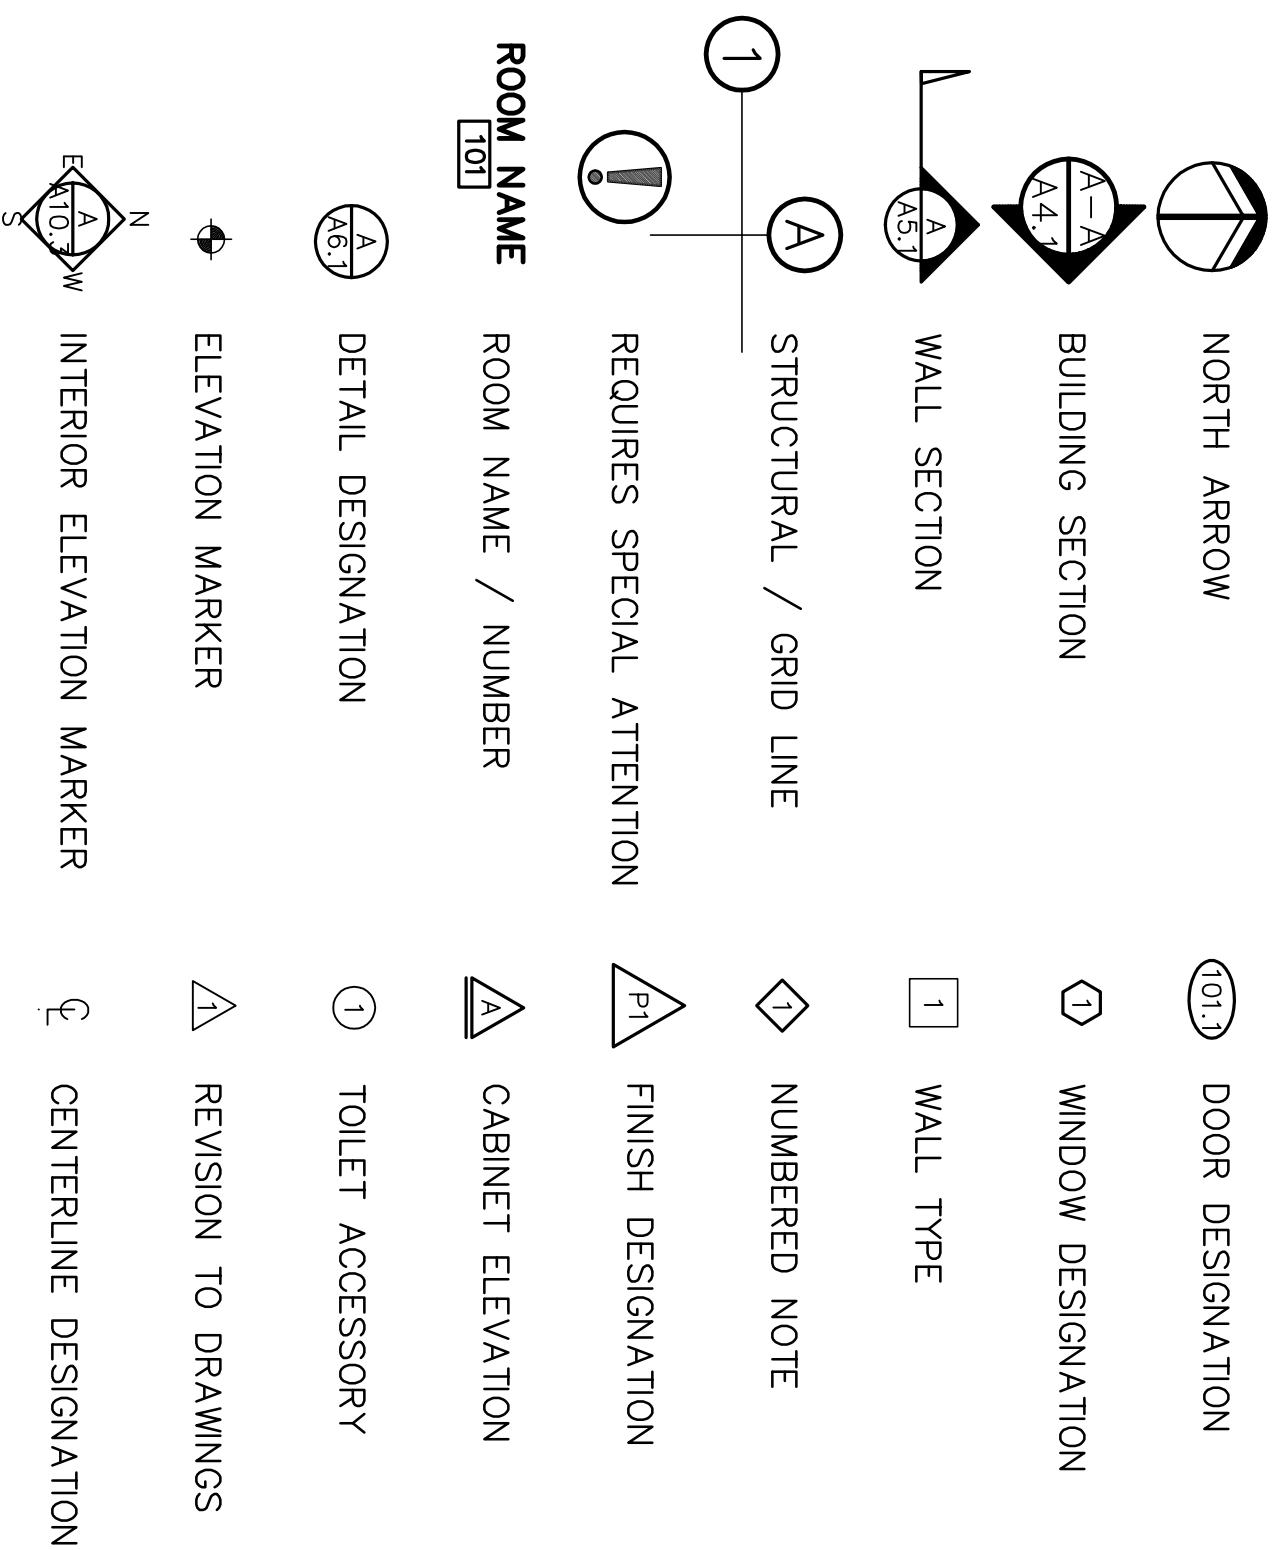 NORTH ARROW
A-A
A4.1
BUILDING SECTION
A
A5.1
WALL SECTION
1
A
STRUCTURAL / GRID LINE
!
REQUIRES SPECIAL ATTENTION
ROOM NAME
101
ROOM NAME / NUMBER
A
A6.1
DETAIL DESIGNATION
ELEVATION MARKER
N
E
A
A10.3
W
S
INTERIOR ELEVATION MARKER
101.1
DOOR DESIGNATION
1
WINDOW DESIGNATION
1
WALL TYPE
1
NUMBERED NOTE
P1
FINISH DESIGNATION
A
CABINET ELEVATION
1
TOILET ACCESSORY
1
REVISION TO DRAWINGS
CL
CENTERLINE DESIGNATION